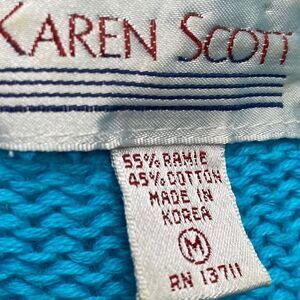 KAREN SCOTT
55% RAMIE
45% COTTON
MADE IN
KOREA
M
RN 13711